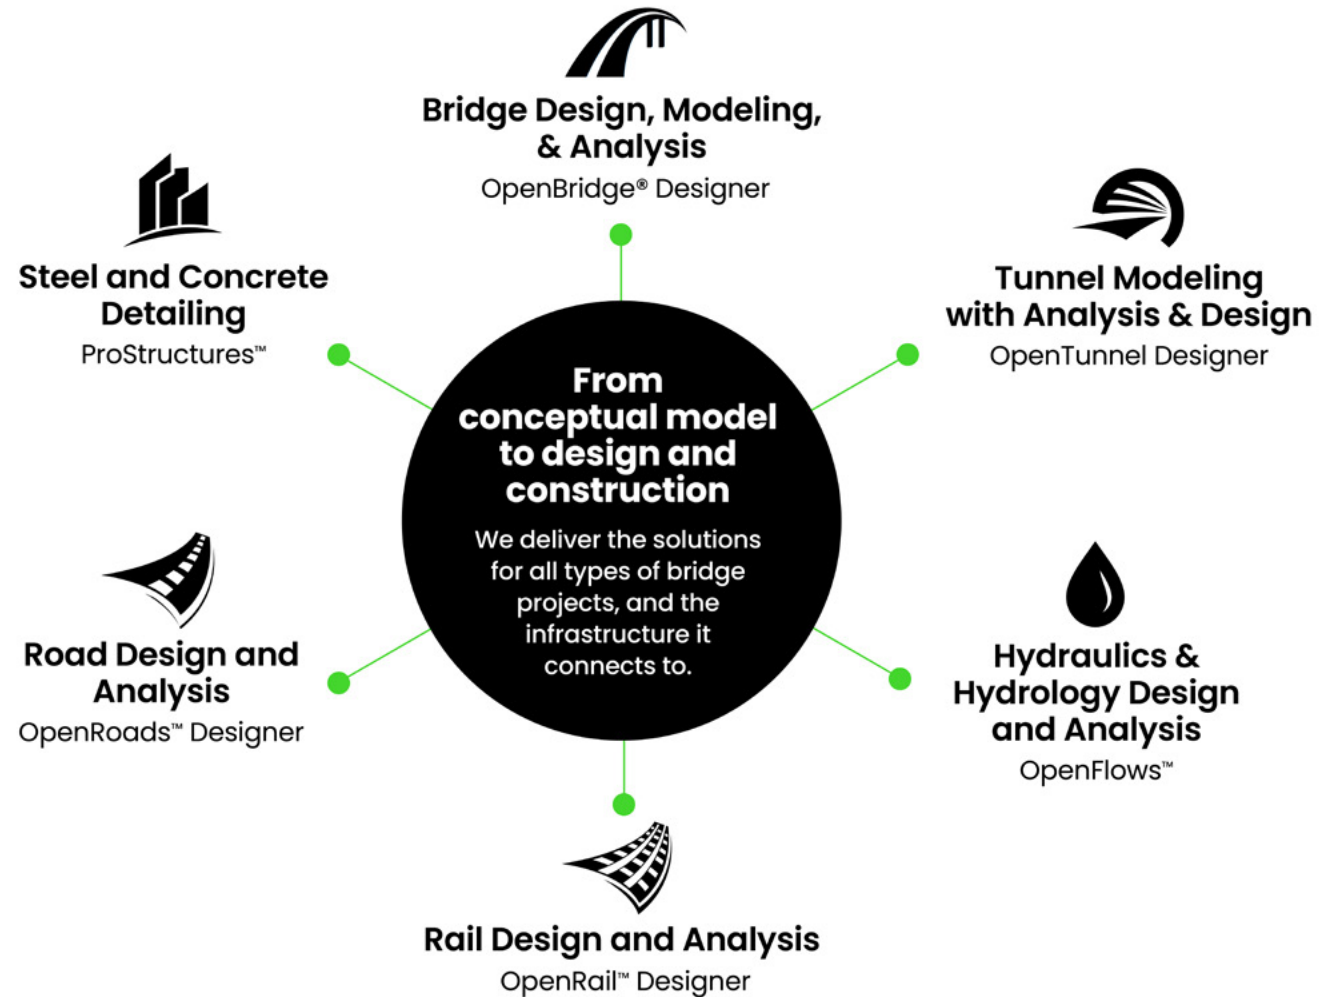 Bridge Design, Modeling,
& Analysis
OpenBridge® Designer
Steel and Concrete
Detailing
ProStructures™
Tunnel Modeling
with Analysis & Design
OpenTunnel Designer
From
conceptual model
to design and
construction
We deliver the solutions
for all types of bridge
projects, and the
infrastructure it
connects to.
Road Design and
Analysis
OpenRoads™ Designer
Hydraulics &
Hydrology Design
and Analysis
OpenFlows™
Rail Design and Analysis
OpenRail™ Designer